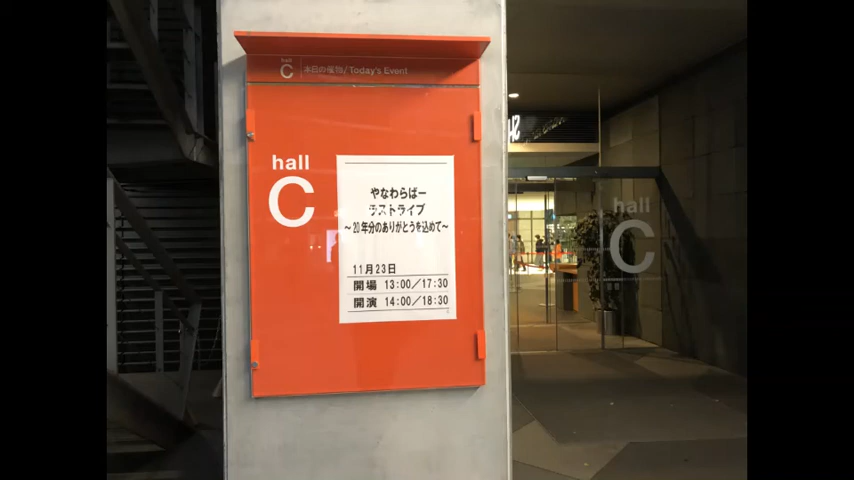 hall
C 本日の催物/Today's Event
hall
C
やなわらばー
ラストライブ
～20年分のありがとうを込めて～
11月23日
開場 13:00／17:30
開演 14:00／18:30
hall
C